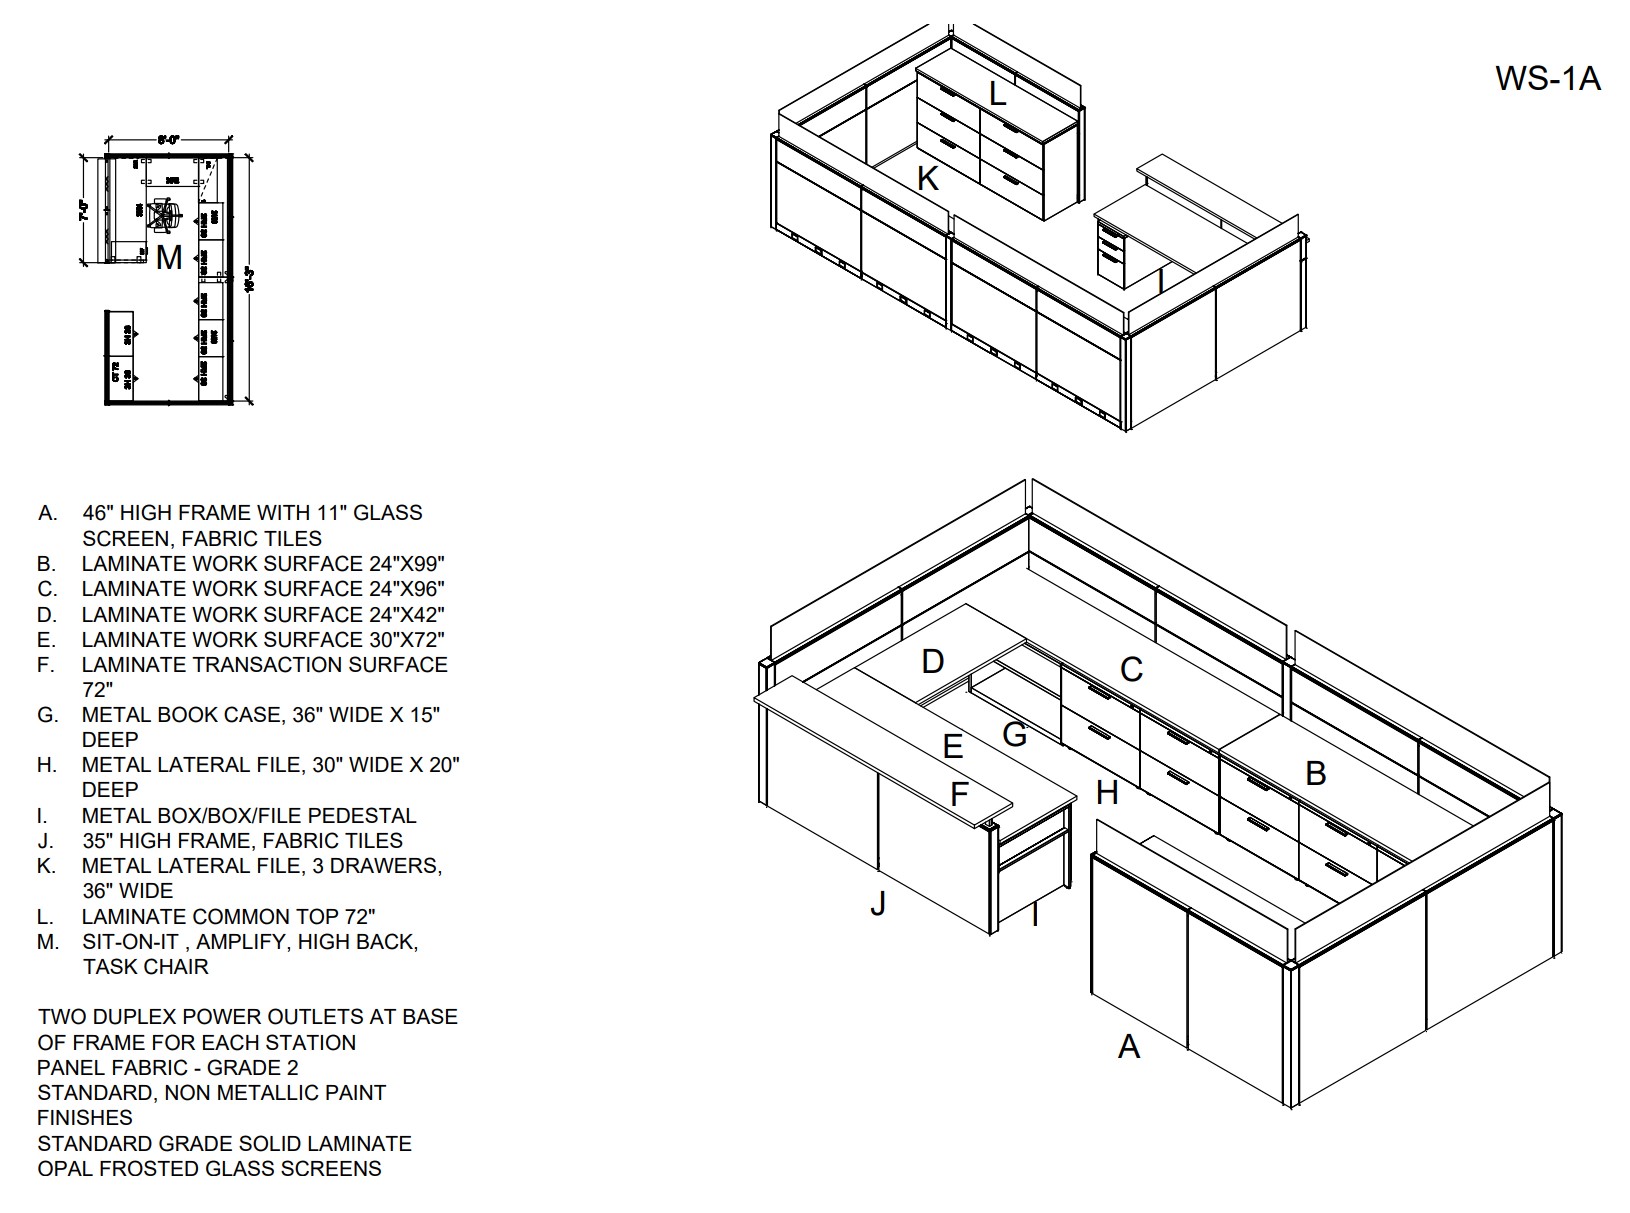 WS-1A
8'-0"
7'-0"
16'-3"
M
CT 72
L
K
I
A. 46" HIGH FRAME WITH 11" GLASS
SCREEN, FABRIC TILES
B. LAMINATE WORK SURFACE 24"X99"
C. LAMINATE WORK SURFACE 24"X96"
D. LAMINATE WORK SURFACE 24"X42"
E. LAMINATE WORK SURFACE 30"X72"
F. LAMINATE TRANSACTION SURFACE
72"
G. METAL BOOK CASE, 36" WIDE X 15"
DEEP
H. METAL LATERAL FILE, 30" WIDE X 20"
DEEP
I. METAL BOX/BOX/FILE PEDESTAL
J. 35" HIGH FRAME, FABRIC TILES
K. METAL LATERAL FILE, 3 DRAWERS,
36" WIDE
L. LAMINATE COMMON TOP 72"
M. SIT-ON-IT , AMPLIFY, HIGH BACK,
TASK CHAIR
TWO DUPLEX POWER OUTLETS AT BASE
OF FRAME FOR EACH STATION
PANEL FABRIC - GRADE 2
STANDARD, NON METALLIC PAINT
FINISHES
STANDARD GRADE SOLID LAMINATE
OPAL FROSTED GLASS SCREENS
D
C
G
E
B
F
H
J
I
A